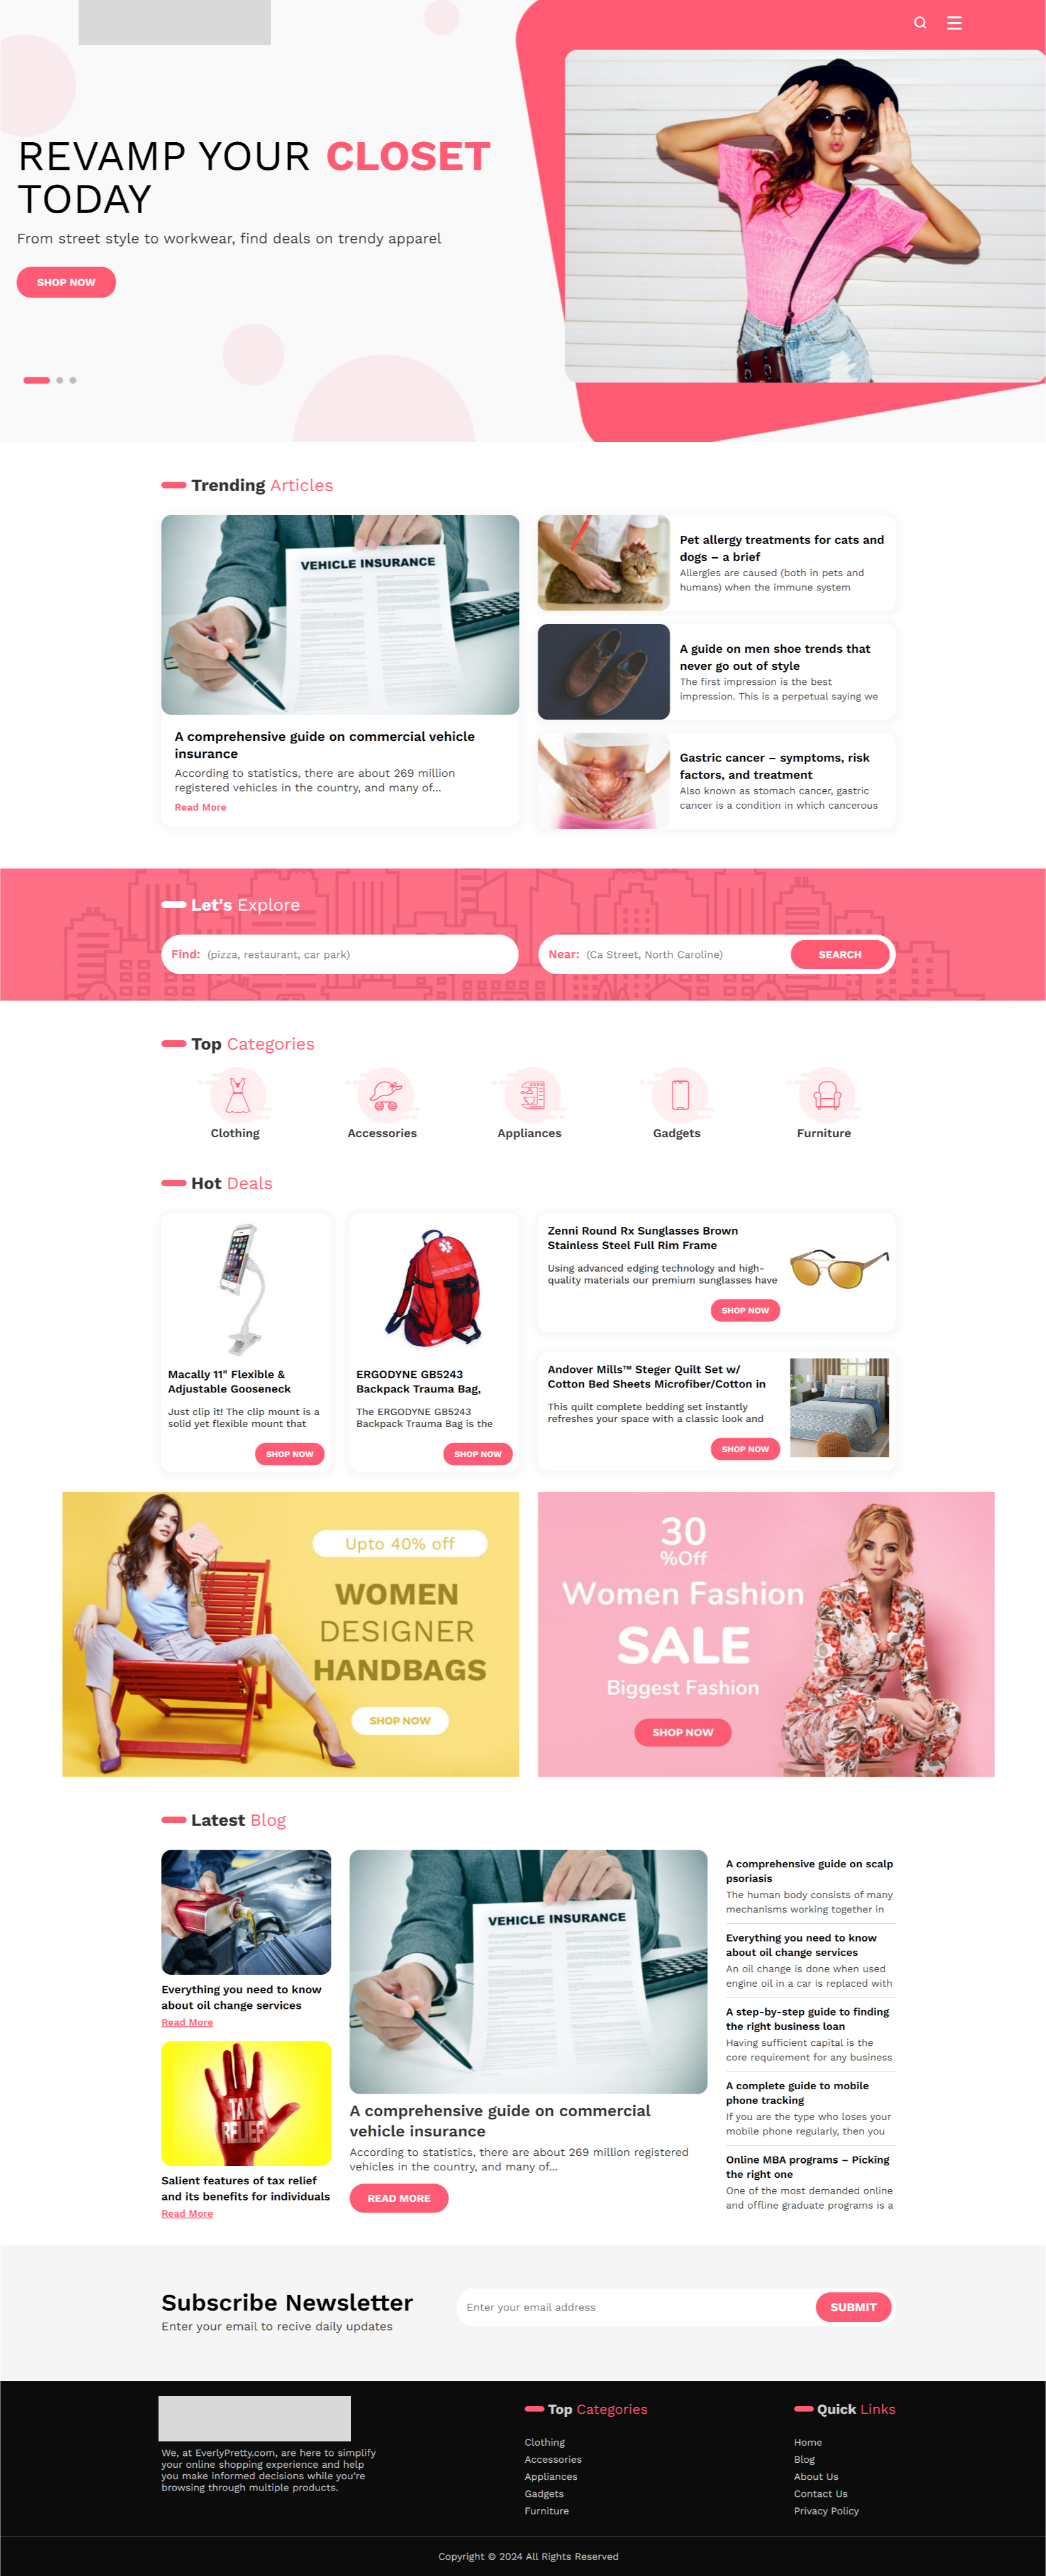 REVAMP YOUR CLOSET
TODAY
From street style to workwear, find deals on trendy apparel
SHOP NOW
Trending Articles
VEHICLE INSURANCE
A comprehensive guide on commercial vehicle
insurance
According to statistics, there are about 269 million
registered vehicles in the country, and many of...
Read More
Pet allergy treatments for cats and
dogs – a brief
Allergies are caused (both in pets and
humans) when the immune system
A guide on men shoe trends that
never go out of style
The first impression is the best
impression. This is a perpetual saying we
Gastric cancer – symptoms, risk
factors, and treatment
Also known as stomach cancer, gastric
cancer is a condition in which cancerous
Let's Explore
Find: (pizza, restaurant, car park)
Near: (Ca Street, North Caroline)
SEARCH
Top Categories
Clothing
Accessories
Appliances
Gadgets
Furniture
Hot Deals
Macally 11" Flexible &
Adjustable Gooseneck
Just clip it! The clip mount is a
solid yet flexible mount that
SHOP NOW
ERGODYNE GB5243
Backpack Trauma Bag,
The ERGODYNE GB5243
Backpack Trauma Bag is the
SHOP NOW
Zenni Round Rx Sunglasses Brown
Stainless Steel Full Rim Frame
Using advanced edging technology and high-
quality materials our premium sunglasses have
SHOP NOW
Andover Mills™ Steger Quilt Set w/
Cotton Bed Sheets Microfiber/Cotton in
This quilt complete bedding set instantly
refreshes your space with a classic look and
SHOP NOW
Upto 40% off
WOMEN
DESIGNER
HANDBAGS
SHOP NOW
30
%Off
Women Fashion
SALE
Biggest Fashion
SHOP NOW
Latest Blog
Everything you need to know
about oil change services
Read More
TAX
RELIEF
Salient features of tax relief
and its benefits for individuals
Read More
VEHICLE INSURANCE
A comprehensive guide on commercial
vehicle insurance
According to statistics, there are about 269 million registered
vehicles in the country, and many of...
READ MORE
A comprehensive guide on scalp
psoriasis
The human body consists of many
mechanisms working together in
Everything you need to know
about oil change services
An oil change is done when used
engine oil in a car is replaced with
A step-by-step guide to finding
the right business loan
Having sufficient capital is the
core requirement for any business
A complete guide to mobile
phone tracking
If you are the type who loses your
mobile phone regularly, then you
Online MBA programs – Picking
the right one
One of the most demanded online
and offline graduate programs is a
Subscribe Newsletter
Enter your email to recive daily updates
Enter your email address
SUBMIT
We, at EverlyPretty.com, are here to simplify
your online shopping experience and help
you make informed decisions while you're
browsing through multiple products.
Top Categories
Clothing
Accessories
Appliances
Gadgets
Furniture
Quick Links
Home
Blog
About Us
Contact Us
Privacy Policy
Copyright © 2024 All Rights Reserved